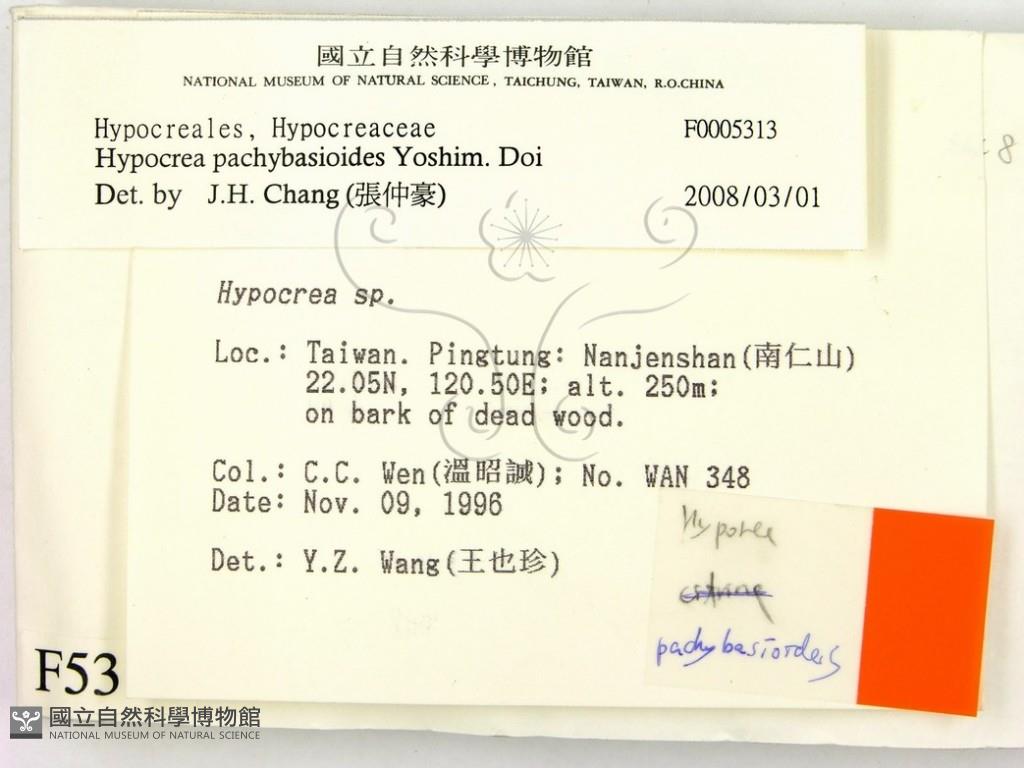 國立自然科學博物館
NATIONAL MUSEUM OF NATURAL SCIENCE, TAICHUNG, TAIWAN, R.O.CHINA
Hypocreales, Hypocreaceae F0005313
Hypocrea pachybasioides Yoshim. Doi
Det. by J.H. Chang(張仲豪) 2008/03/01
8
Hypocrea sp.
Loc.: Taiwan. Pingtung: Nanjenshan(南仁山)
22.05N, 120.50E; alt. 250m;
on bark of dead wood.
Col.: C.C. Wen(溫昭誠); No. WAN 348
Date: Nov. 09, 1996
Det.: Y.Z. Wang(王也珍)
pachybasioides
F53
國立自然科學博物館
NATIONAL MUSEUM OF NATURAL SCIENCE